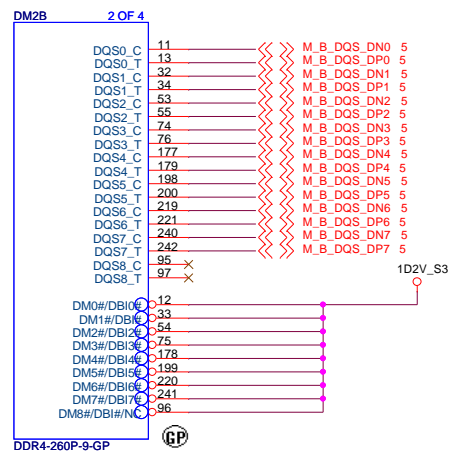 DM2B 2 OF 4
DQS0_C 11 M_B_DQS_DN0 5
DQS0_T 13 M_B_DQS_DP0 5
DQS1_C 32 M_B_DQS_DN1 5
DQS1_T 34 M_B_DQS_DP1 5
DQS2_C 53 M_B_DQS_DN2 5
DQS2_T 55 M_B_DQS_DP2 5
DQS3_C 74 M_B_DQS_DN3 5
DQS3_T 76 M_B_DQS_DP3 5
DQS4_C 177 M_B_DQS_DN4 5
DQS4_T 179 M_B_DQS_DP4 5
DQS5_C 198 M_B_DQS_DN5 5
DQS5_T 200 M_B_DQS_DP5 5
DQS6_C 219 M_B_DQS_DN6 5
DQS6_T 221 M_B_DQS_DP6 5
DQS7_C 240 M_B_DQS_DN7 5
DQS7_T 242 M_B_DQS_DP7 5
DQS8_C 95
DQS8_T 97
1D2V_S3
DM0#/DBI0# 12
DM1#/DBI# 33
DM2#/DBI2# 54
DM3#/DBI3# 75
DM4#/DBI4# 178
DM5#/DBI5# 199
DM6#/DBI6# 220
DM7#/DBI7# 241
DM8#/DBI#/NC 96
GP
DDR4-260P-9-GP